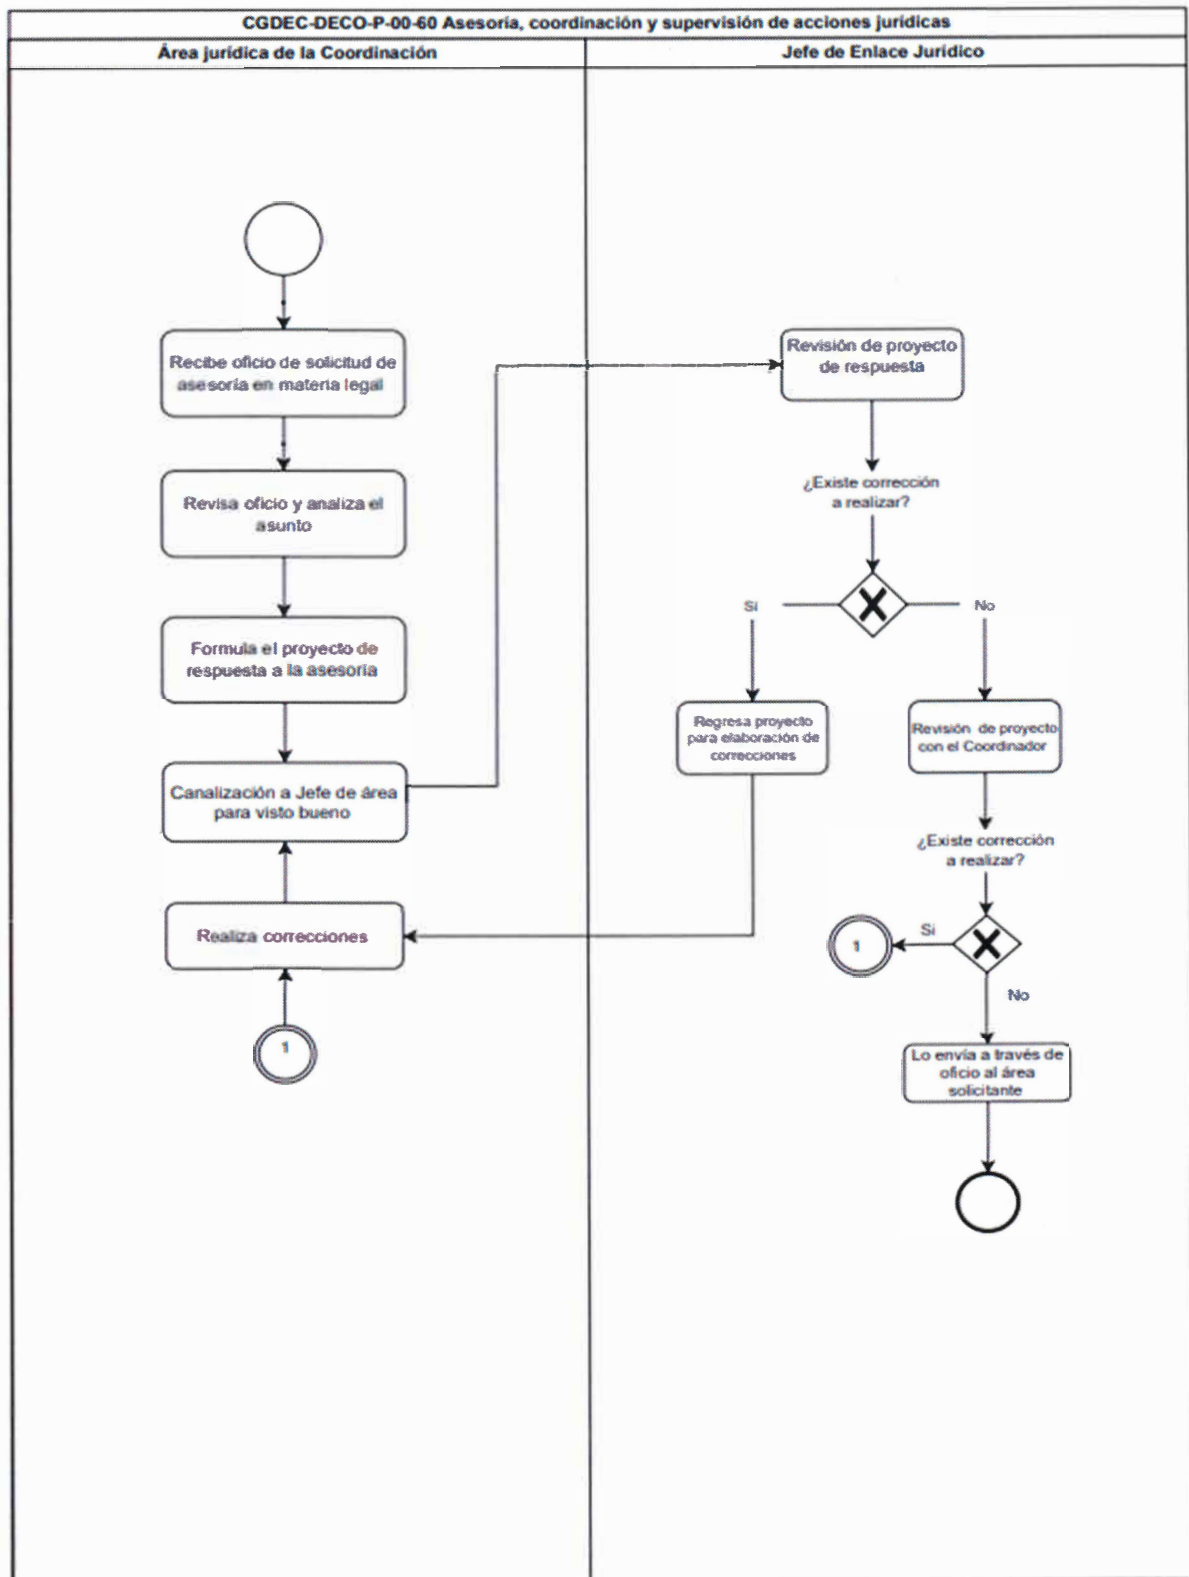 CGDEC-DECO-P-00-60 Asesoría, coordinación y supervisión de acciones jurídicas
Área jurídica de la Coordinación
Jefe de Enlace Jurídico
Recibe oficio de solicitud de
asesoría en materia legal
Revisa oficio y analiza el
asunto
Formula el proyecto de
respuesta a la asesoría
Canalización a Jefe de área
para visto bueno
Realiza correcciones
1
Revisión de proyecto
de respuesta
¿Existe corrección
a realizar?
Si
No
Regresa proyecto
para elaboración de
correcciones
Revisión de proyecto
con el Coordinador
¿Existe corrección
a realizar?
Si
1
No
Lo envía a través de
oficio al área
solicitante